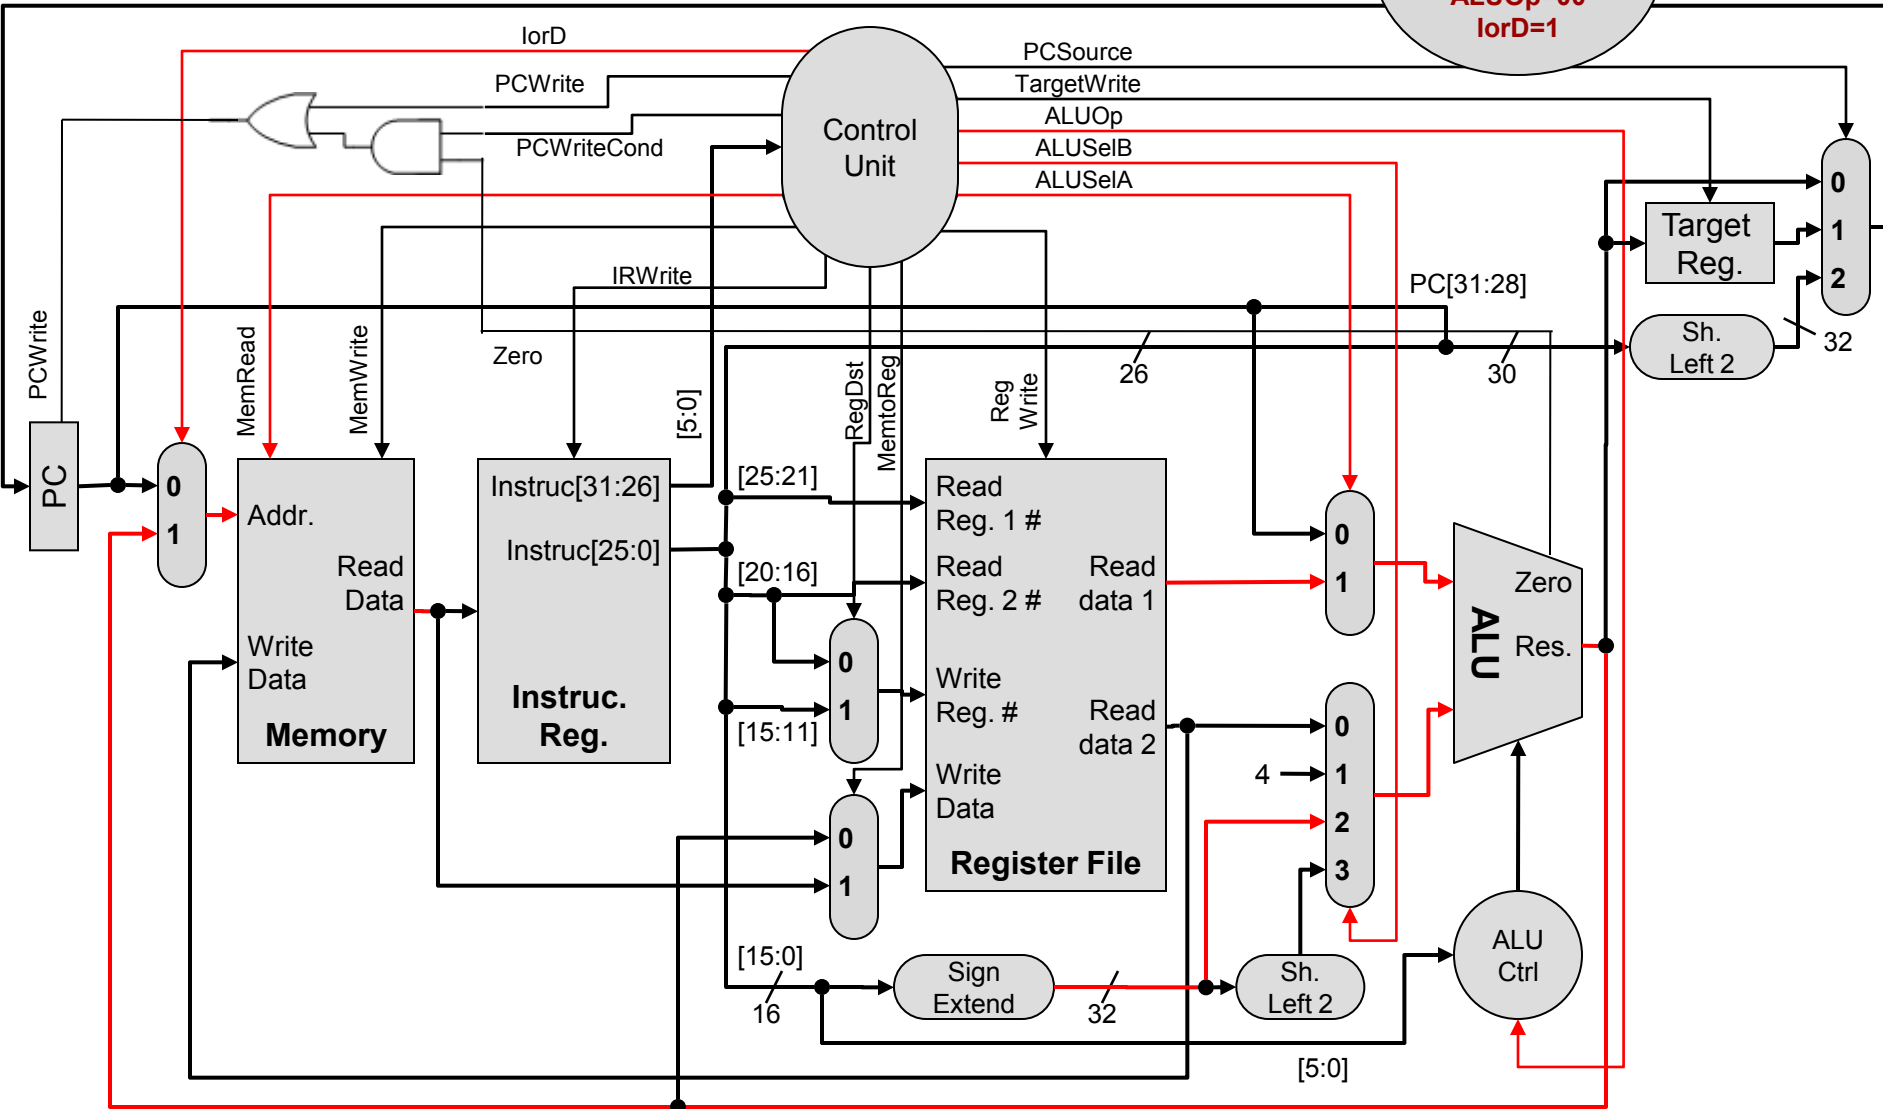 ALUOp=00
IorD=1
IorD
PCSource
PCWrite
TargetWrite
ALUOp
PCWriteCond
ALUSelB
ALUSelA
Control
Unit
0
1
2
Target
Reg.
IRWrite
PC[31:28]
PCWrite
MemRead
MemWrite
Zero
RegDst
MemtoReg
Reg
Write
26
30
Sh.
Left 2
32
[5:0]
PC
0
1
Addr.
Read
Data
Write
Data
Memory
Instruc[31:26]
Instruc[25:0]
Instruc.
Reg.
[25:21]
[20:16]
[15:11]
0
1
0
1
Read
Reg. 1 #
Read
Reg. 2 #
Read
data 1
Write
Reg. #
Read
data 2
Write
Data
Register File
0
1
4
0
1
2
3
ALU
Zero
Res.
[15:0]
16
Sign
Extend
32
Sh.
Left 2
ALU
Ctrl
[5:0]